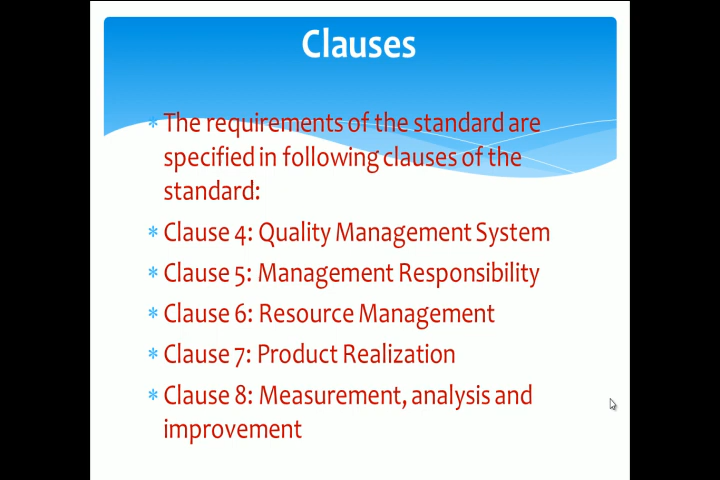 Clauses
* The requirements of the standard are
specified in following clauses of the
standard:
* Clause 4: Quality Management System
* Clause 5: Management Responsibility
* Clause 6: Resource Management
* Clause 7: Product Realization
* Clause 8: Measurement, analysis and
improvement